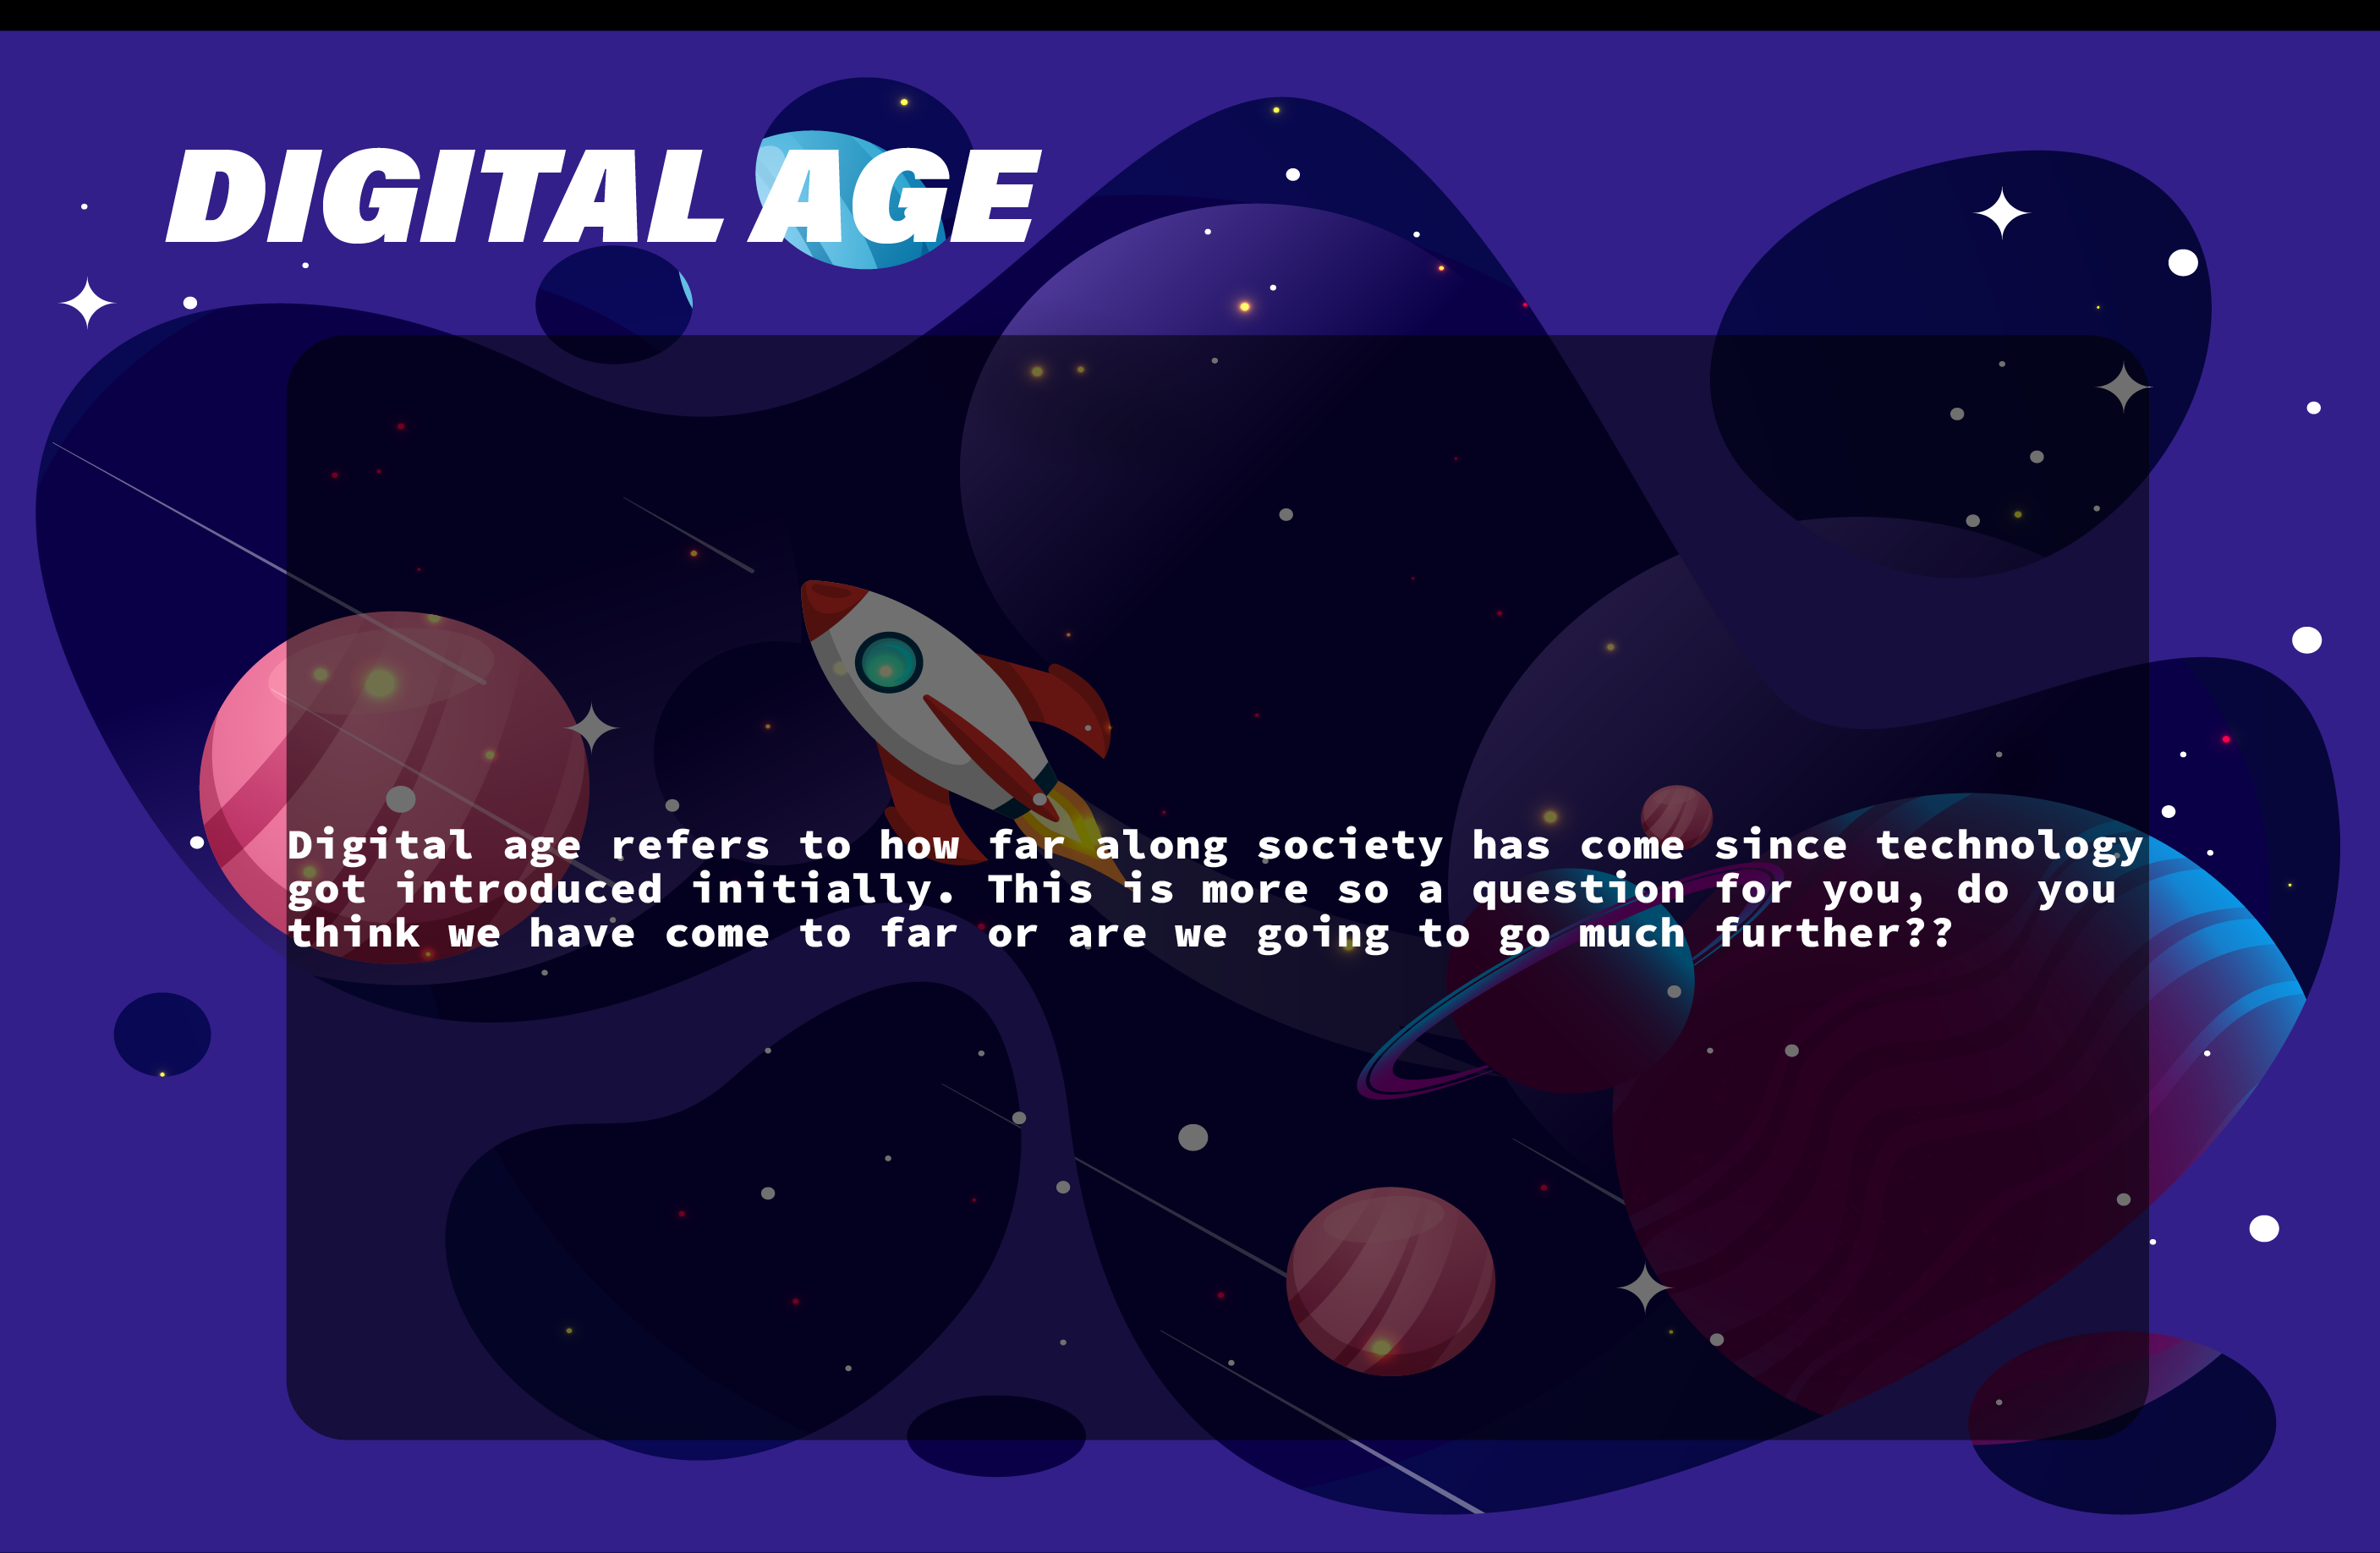 DIGITAL AGE
Digital age refers to how far along society has come since technology
got introduced initially. This is more so a question for you, do you
think we have come to far or are we going to go much further??